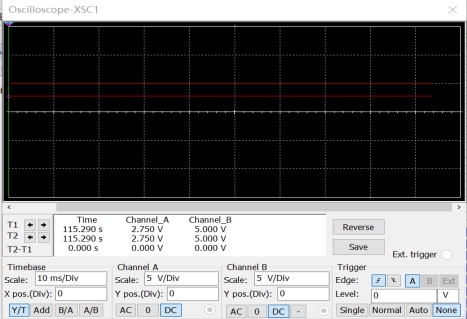 Oscilloscope-XSC1
T1
T2
T2-T1
Time Channel_A Channel_B
115.290 s 2.750 V 5.000 V
115.290 s 2.750 V 5.000 V
0.000 s 0.000 V 0.000 V
Reverse
Save
Ext. trigger
Timebase
Scale: 10 ms/Div
X pos.(Div): 0
Y/T Add B/A A/B
Channel A
Scale: 5 V/Div
Y pos.(Div): 0
AC 0 DC
Channel B
Scale: 5 V/Div
Y pos.(Div): 0
AC 0 DC -
Trigger
Edge: A B Ext
Level: 0 V
Single Normal Auto None